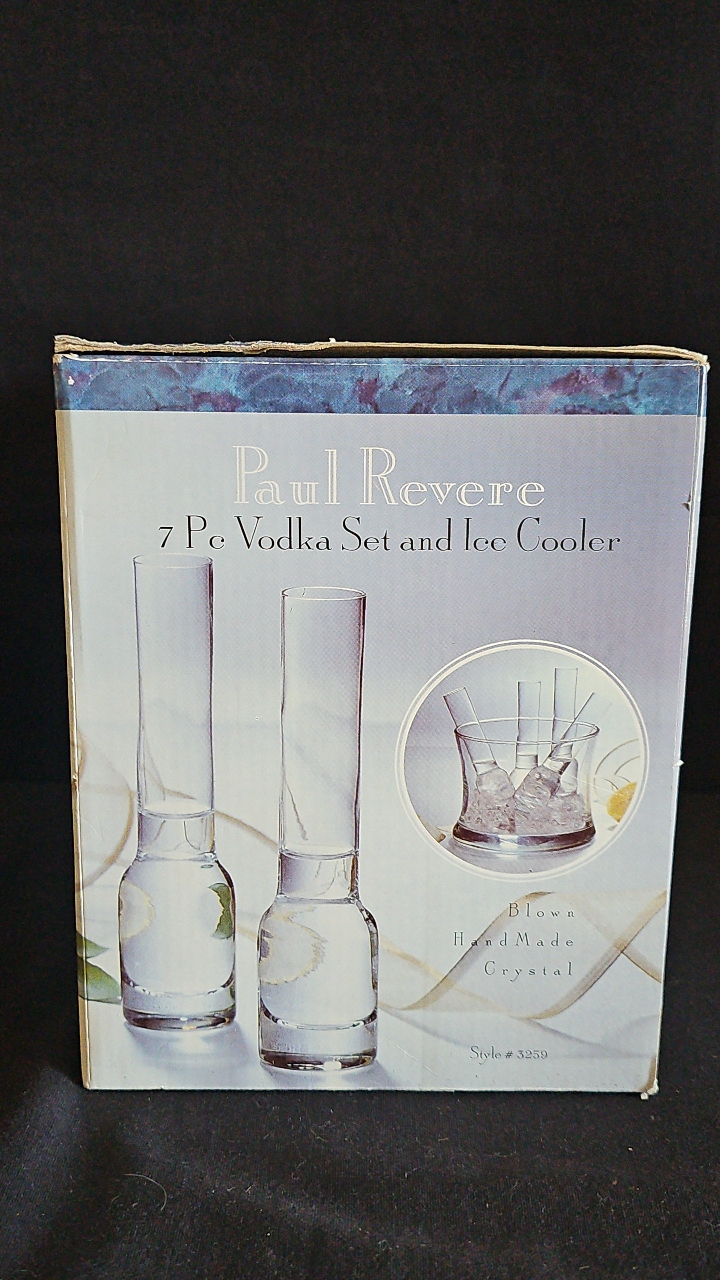 Paul Revere
7 Pc Vodka Set and Ice Cooler
Blown
HandMade
Crystal
Style # 3259